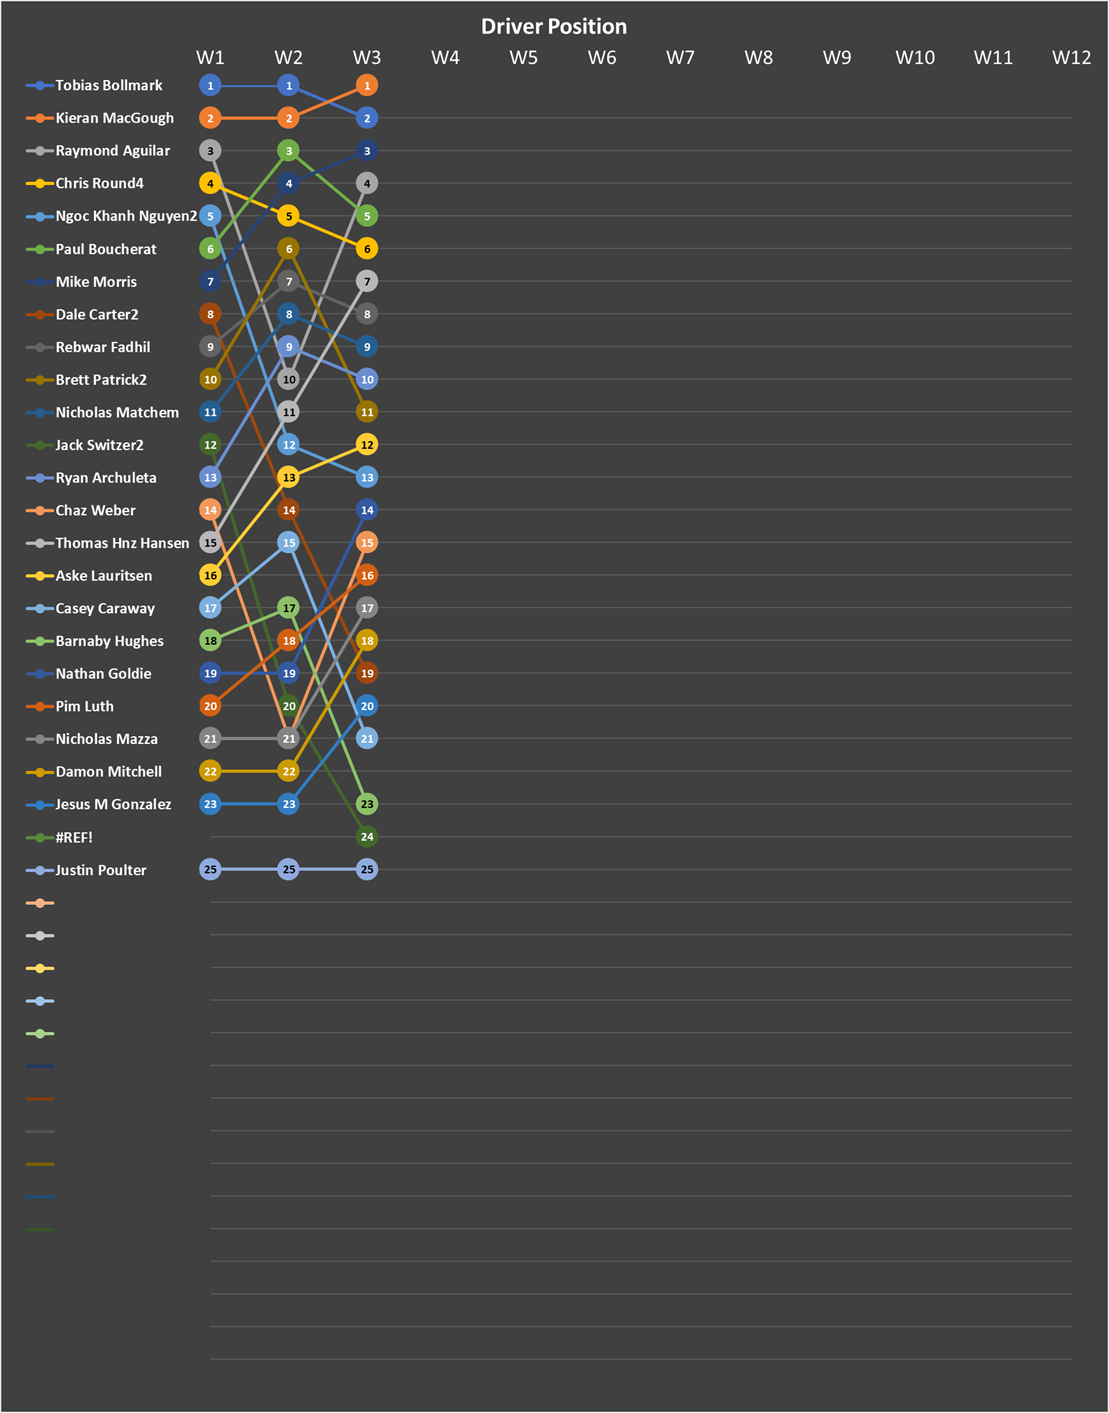 Driver Position
W1 W2 W3 W4 W5 W6 W7 W8 W9 W10 W11 W12
Tobias Bollmark 1 1 1
Kieran MacGough 2 2 2
Raymond Aguilar 3 3 3
Chris Round4 4 4 4
Ngoc Khanh Nguyen2 5 5 5
Paul Boucherat 6 6 6
Mike Morris 7 7 7
Dale Carter2 8 8 8
Rebwar Fadhil 9 9 9
Brett Patrick2 10 10 10
Nicholas Matchem 11 11 11
Jack Switzer2 12 12 12
Ryan Archuleta 13 13 13
Chaz Weber 14 14 14
Thomas Hnz Hansen 15 15 15
Aske Lauritsen 16 16
Casey Caraway 17 17 17
Barnaby Hughes 18 18 18
Nathan Goldie 19 19 19
Pim Luth 20 20 20
Nicholas Mazza 21 21 21
Damon Mitchell 22 22
Jesus M Gonzalez 23 23 23
#REF! 24
Justin Poulter 25 25 25